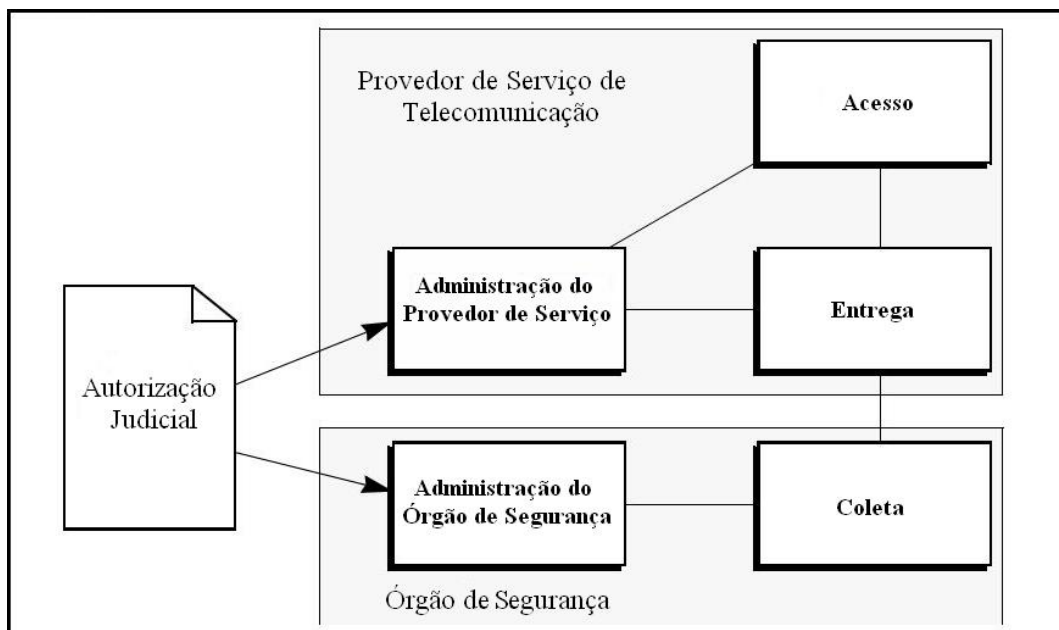 Provedor de Serviço de
Telecomunicação
Acesso
Administração do
Provedor de Serviço
Entrega
Autorização
Judicial
Administração do
Órgão de Segurança
Coleta
Órgão de Segurança